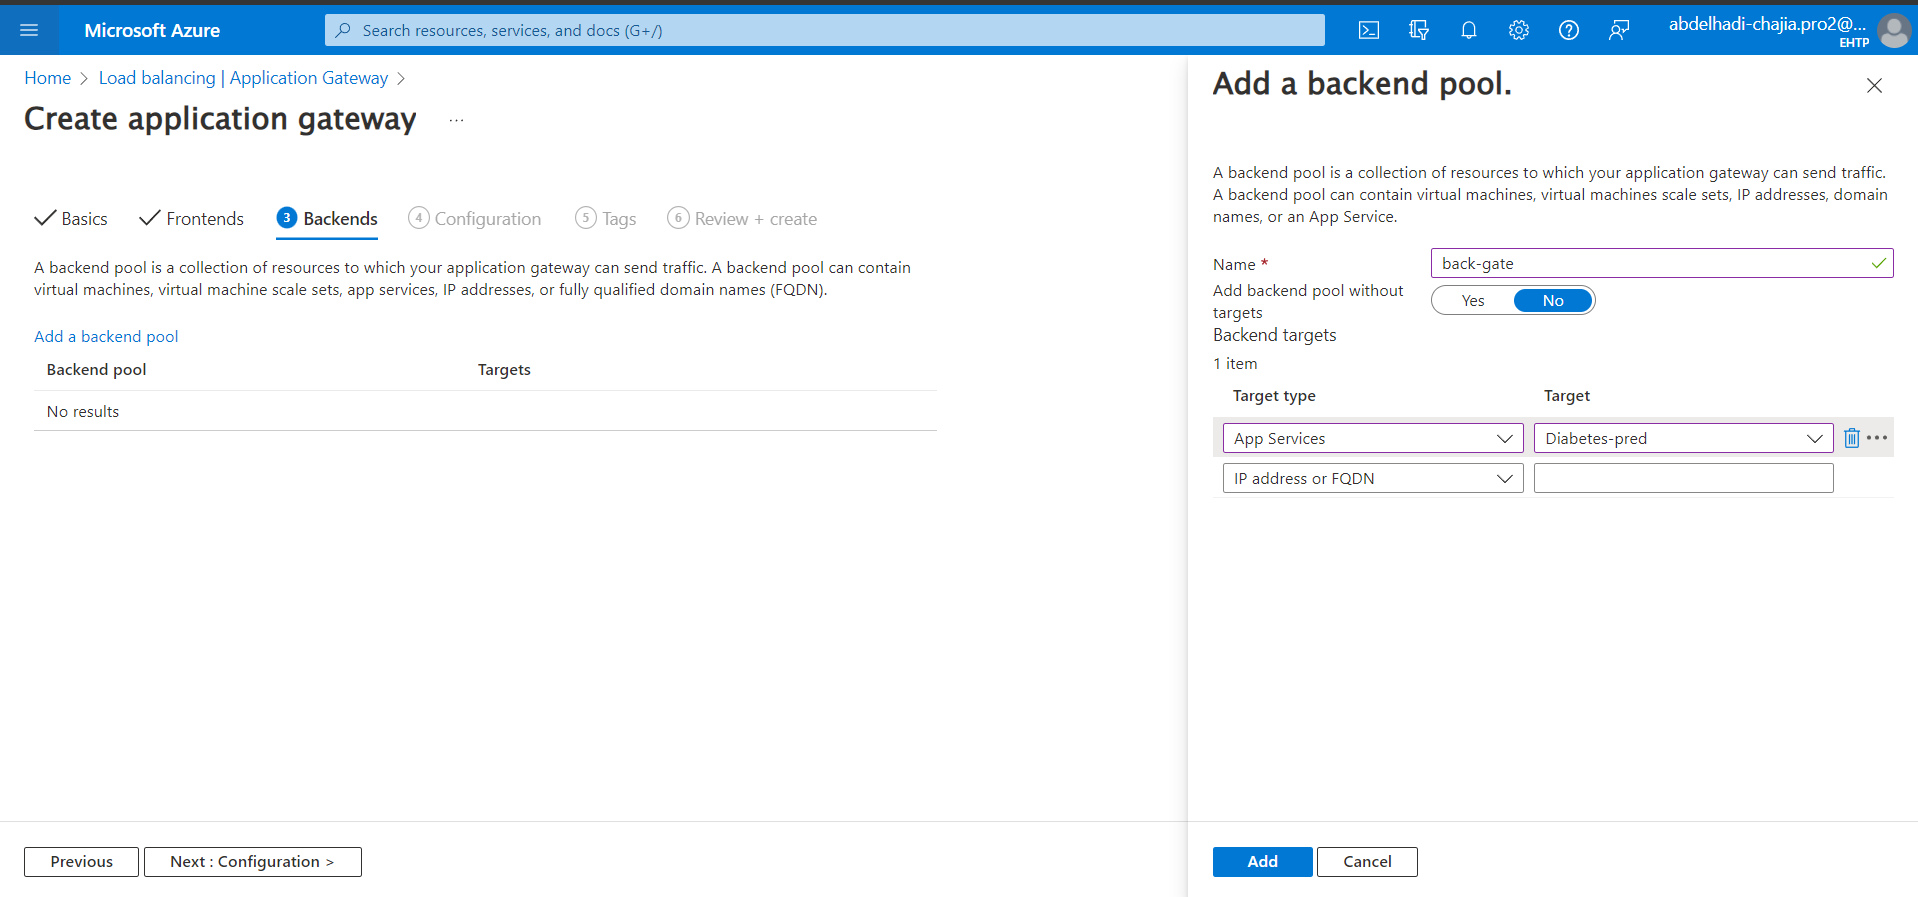 Microsoft Azure
Search resources, services, and docs (G+/)
abdelhadi-chajia.pro2@...
EHTP
Home > Load balancing | Application Gateway >
Create application gateway ...
Basics
Frontends
3 Backends
4 Configuration
5 Tags
6 Review + create
A backend pool is a collection of resources to which your application gateway can send traffic. A backend pool can contain
virtual machines, virtual machine scale sets, app services, IP addresses, or fully qualified domain names (FQDN).
Add a backend pool
Backend pool Targets
No results
Previous
Next : Configuration >
Add a backend pool.
A backend pool is a collection of resources to which your application gateway can send traffic.
A backend pool can contain virtual machines, virtual machines scale sets, IP addresses, domain
names, or an App Service.
Name * back-gate
Add backend pool without
targets
Yes No
Backend targets
1 item
Target type Target
App Services Diabetes-pred
IP address or FQDN
Add
Cancel